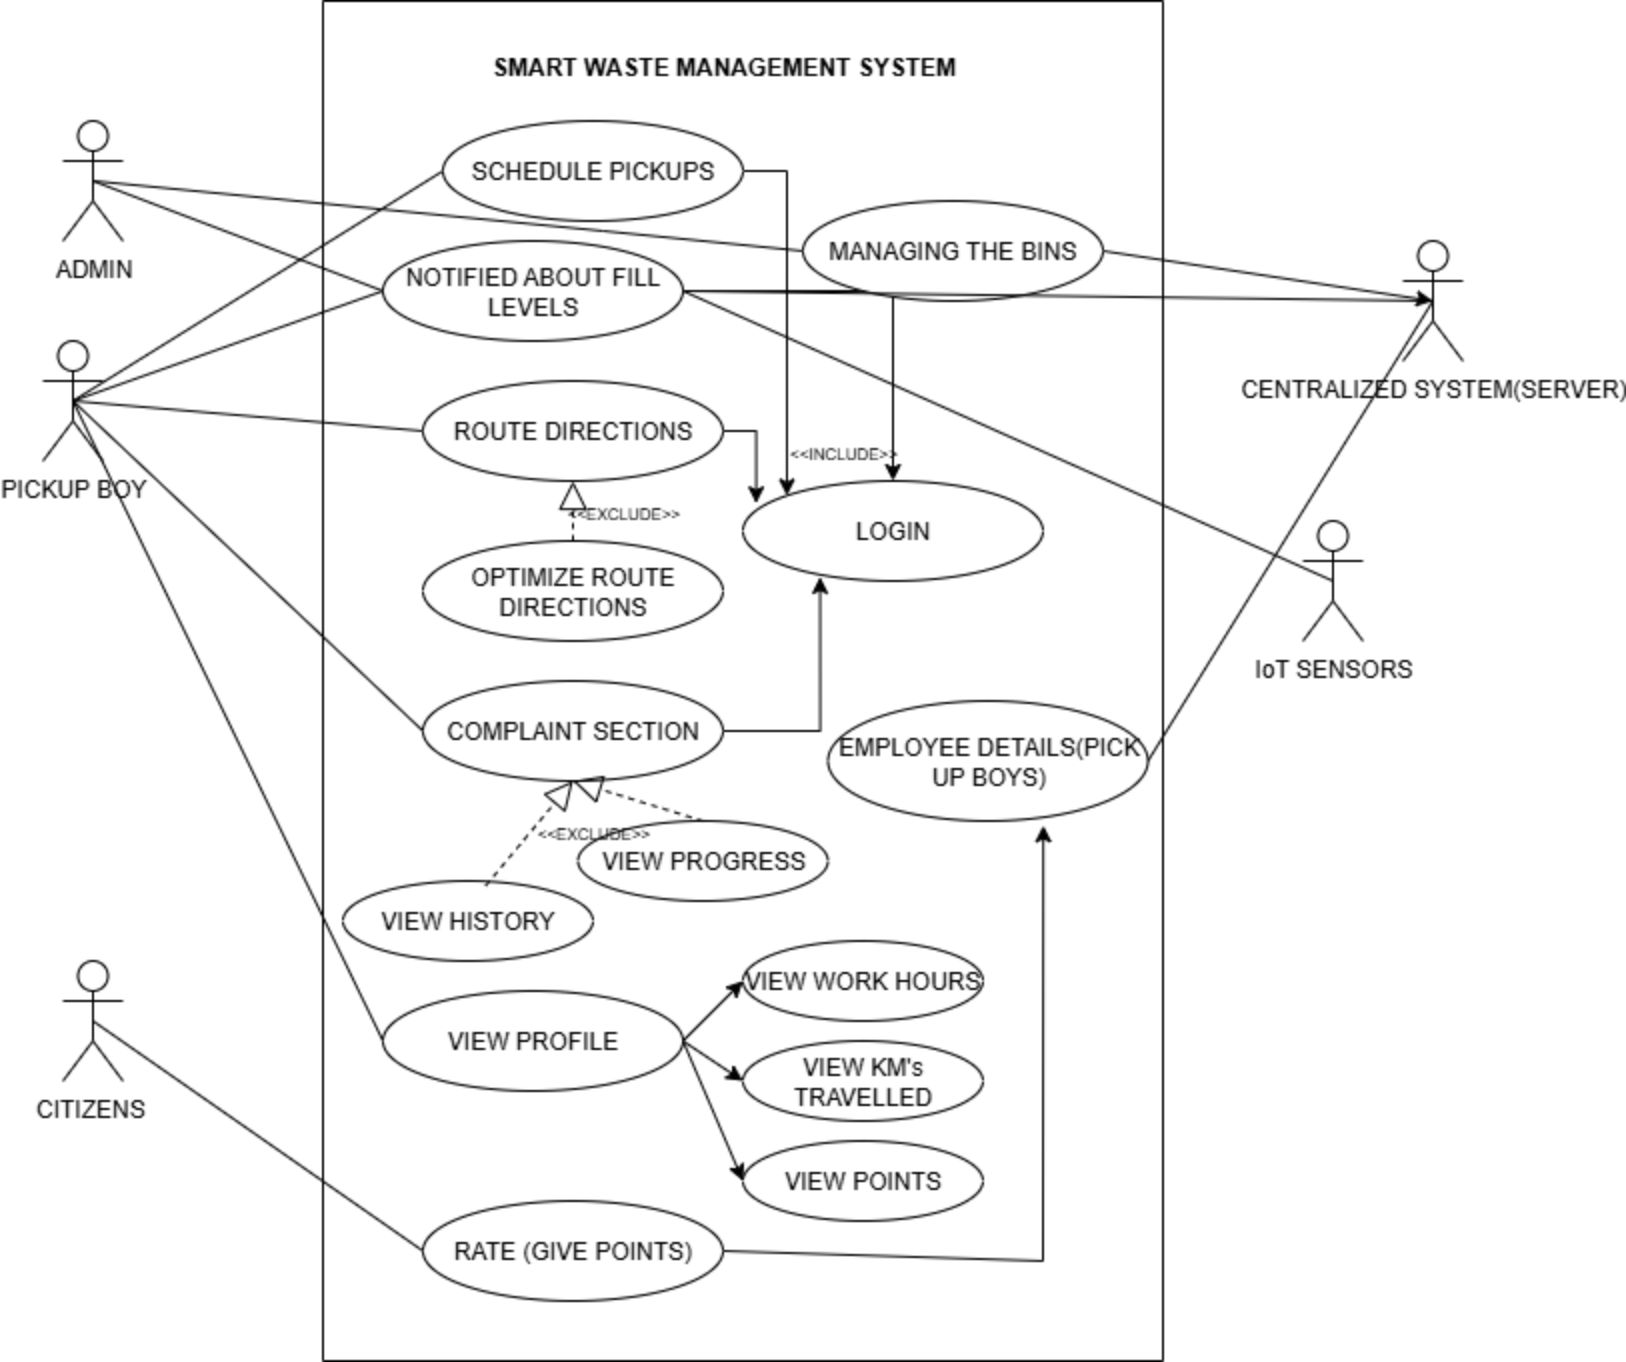 SMART WASTE MANAGEMENT SYSTEM
SCHEDULE PICKUPS
MANAGING THE BINS
ADMIN
NOTIFIED ABOUT FILL
LEVELS
CENTRALIZED SYSTEM(SERVER)
ROUTE DIRECTIONS
<<INCLUDE>>
PICKUP BOY
<<EXCLUDE>>
LOGIN
OPTIMIZE ROUTE
DIRECTIONS
IoT SENSORS
COMPLAINT SECTION
EMPLOYEE DETAILS(PICK
UP BOYS)
<<EXCLUDE>>
VIEW PROGRESS
VIEW HISTORY
VIEW WORK HOURS
VIEW PROFILE
VIEW KM's
TRAVELLED
CITIZENS
VIEW POINTS
RATE (GIVE POINTS)